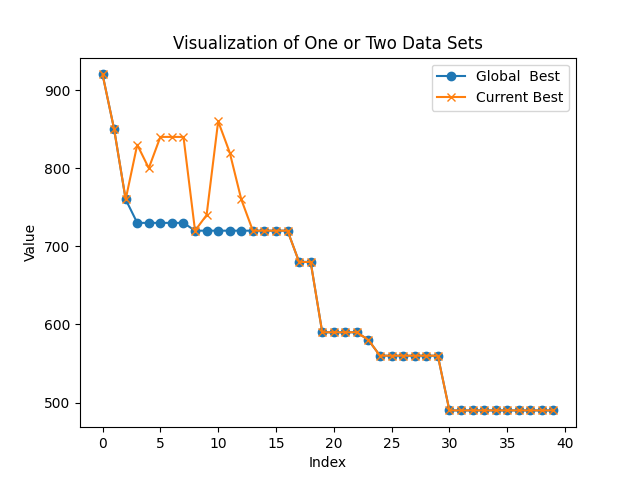 Visualization of One or Two Data Sets
Global  Best
Current Best
Value
900
800
700
600
500
0 5 10 15 20 25 30 35 40
Index